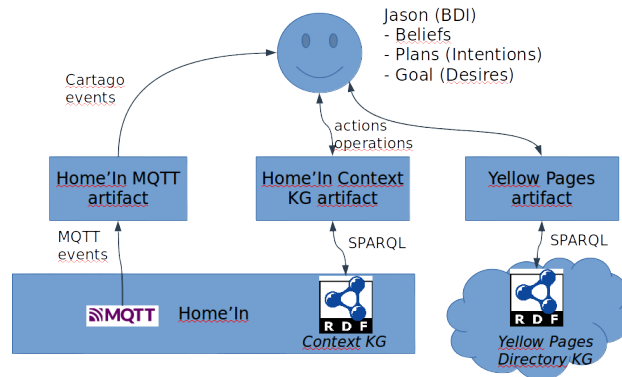 Jason (BDI)
- Beliefs
- Plans (Intentions)
- Goal (Desires)
Cartago
events
actions
operations
Home’In MQTT
artifact
Home’In Context
KG artifact
Yellow Pages
artifact
MQTT
events
SPARQL
SPARQL
MQTT
Home’In
RDF
Context KG
RDF
Yellow Pages
Directory KG